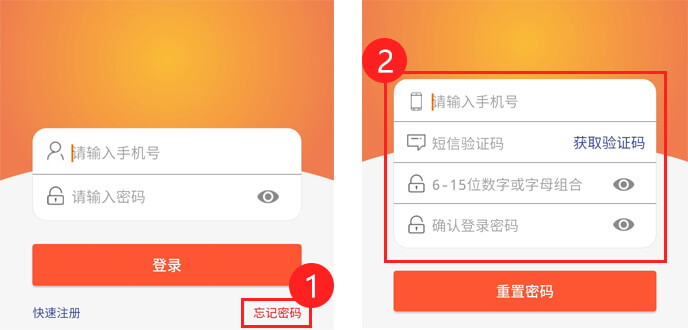 请输入手机号
请输入密码
登录
1
快速注册
忘记密码
2
请输入手机号
短信验证码
获取验证码
6-15位数字或字母组合
确认登录密码
重置密码